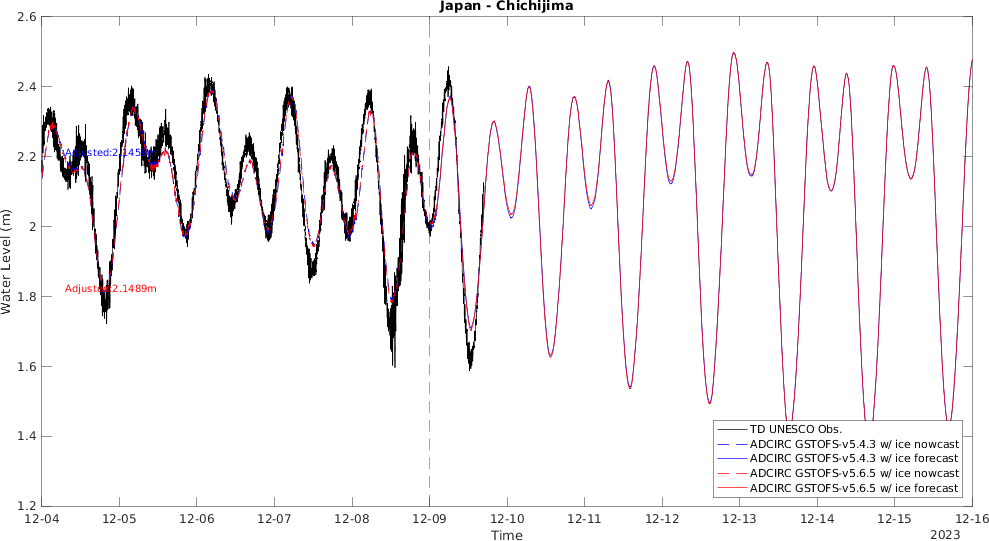 Japan - Chichijima
2.6
2.4
2.2
2
1.8
1.6
1.4
1.2
Water Level (m)
Adjusted:2.145
Adjusted:2.1489m
TD UNESCO Obs.
ADCIRC GSTOFS-v5.4.3 w/ ice nowcast
ADCIRC GSTOFS-v5.4.3 w/ ice forecast
ADCIRC GSTOFS-v5.6.5 w/ ice nowcast
ADCIRC GSTOFS-v5.6.5 w/ ice forecast
12-04 12-05 12-06 12-07 12-08 12-09 12-10 12-11 12-12 12-13 12-14 12-15 12-16
Time
2023